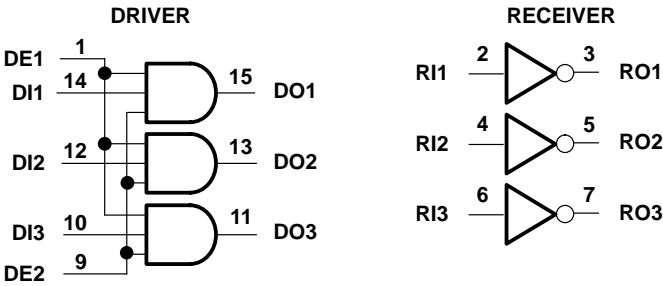 DRIVER
DE1 1
DI1 14 15 DO1
DI2 12 13 DO2
DI3 10 11 DO3
DE2 9
RECEIVER
RI1 2 3 RO1
RI2 4 5 RO2
RI3 6 7 RO3